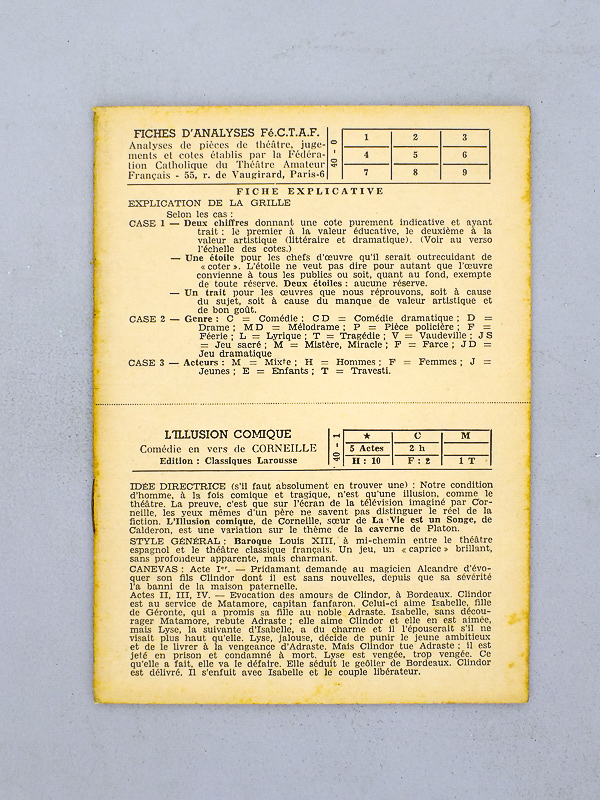 FICHES D'ANALYSES Fé.C.T.A.F.
Analyses de pièces de théâtre, juge-
ments et cotes établis par la Fédéra-
tion Catholique du Théâtre Amateur
Français - 55, r. de Vaugirard, Paris-6
40 - 0
1 2 3
4 5 6
7 8 9
FICHE EXPLICATIVE
EXPLICATION DE LA GRILLE
Selon les cas :
CASE 1 — Deux chiffres donnant une cote purement indicative et ayant
trait : le premier à la valeur éducative, le deuxième à la
valeur artistique (littéraire et dramatique). (Voir au verso
l'échelle des cotes.)
— Une étoile pour les chefs d'œuvre qu'il serait outrecuidant de
« coter ». L'étoile ne veut pas dire pour autant que l'œuvre
convienne à tous les publics ou soit, quant au fond, exempte
de toute réserve. Deux étoiles : aucune réserve.
— Un trait pour les œuvres que nous réprouvons, soit à cause
du sujet, soit à cause du manque de valeur artistique et
de bon goût.
CASE 2 — Genre : C = Comédie ; C D = Comédie dramatique ; D =
Drame ; M D = Mélodrame ; P = Pièce policière ; F =
Féerie ; L = Lyrique ; T = Tragédie ; V = Vaudeville ; J S
= Jeu sacré ; M = Mistère, Miracle ; F = Farce ; J D =
Jeu dramatique
CASE 3 — Acteurs : M = Mixte ; H = Hommes ; F = Femmes ; J =
Jeunes ; E = Enfants ; T = Travesti.
L'ILLUSION COMIQUE
Comédie en vers de CORNEILLE
Edition : Classiques Larousse
40 - 1
★ C M
5 Actes 2 h
H : 10 F : 2 1 T
IDÉE DIRECTRICE (s'il faut absolument en trouver une) : Notre condition
d'homme, à la fois comique et tragique, n'est qu'une illusion, comme le
théâtre. La preuve, c'est que sur l'écran de la télévision imaginé par Cor-
neille, les yeux mêmes d'un père ne savent pas distinguer le réel de la
fiction. L'Illusion comique, de Corneille, sœur de La Vie est un Songe, de
Calderon, est une variation sur le thème de la caverne de Platon.
STYLE GÉNÉRAL : Baroque Louis XIII, à mi-chemin entre le théâtre
espagnol et le théâtre classique français. Un jeu, un « caprice » brillant,
sans profondeur apparente, mais charmant.
CANEVAS : Acte Ier. — Pridamant demande au magicien Alcandre d'évo-
quer son fils Clindor dont il est sans nouvelles, depuis que sa sévérité
l'a banni de la maison paternelle.
Actes II, III, IV. — Evocation des amours de Clindor, à Bordeaux. Clindor
est au service de Matamore, capitan fanfaron. Celui-ci aime Isabelle, fille
de Géronte, qui a promis sa fille au noble Adraste. Isabelle, sans décou-
rager Matamore, rebute Adraste ; elle aime Clindor et elle en est aimée,
mais Lyse, la suivante d'Isabelle, a du charme et il l'épouserait s'il ne
visait plus haut qu'elle. Lyse, jalouse, décide de punir le jeune ambitieux
et de le livrer à la vengeance d'Adraste. Mais Clindor tue Adraste ; il est
jeté en prison et condamné à mort. Lyse est vengée, trop vengée. Ce
qu'elle a fait, elle va le défaire. Elle séduit le geôlier de Bordeaux. Clindor
est délivré. Il s'enfuit avec Isabelle et le couple libérateur.